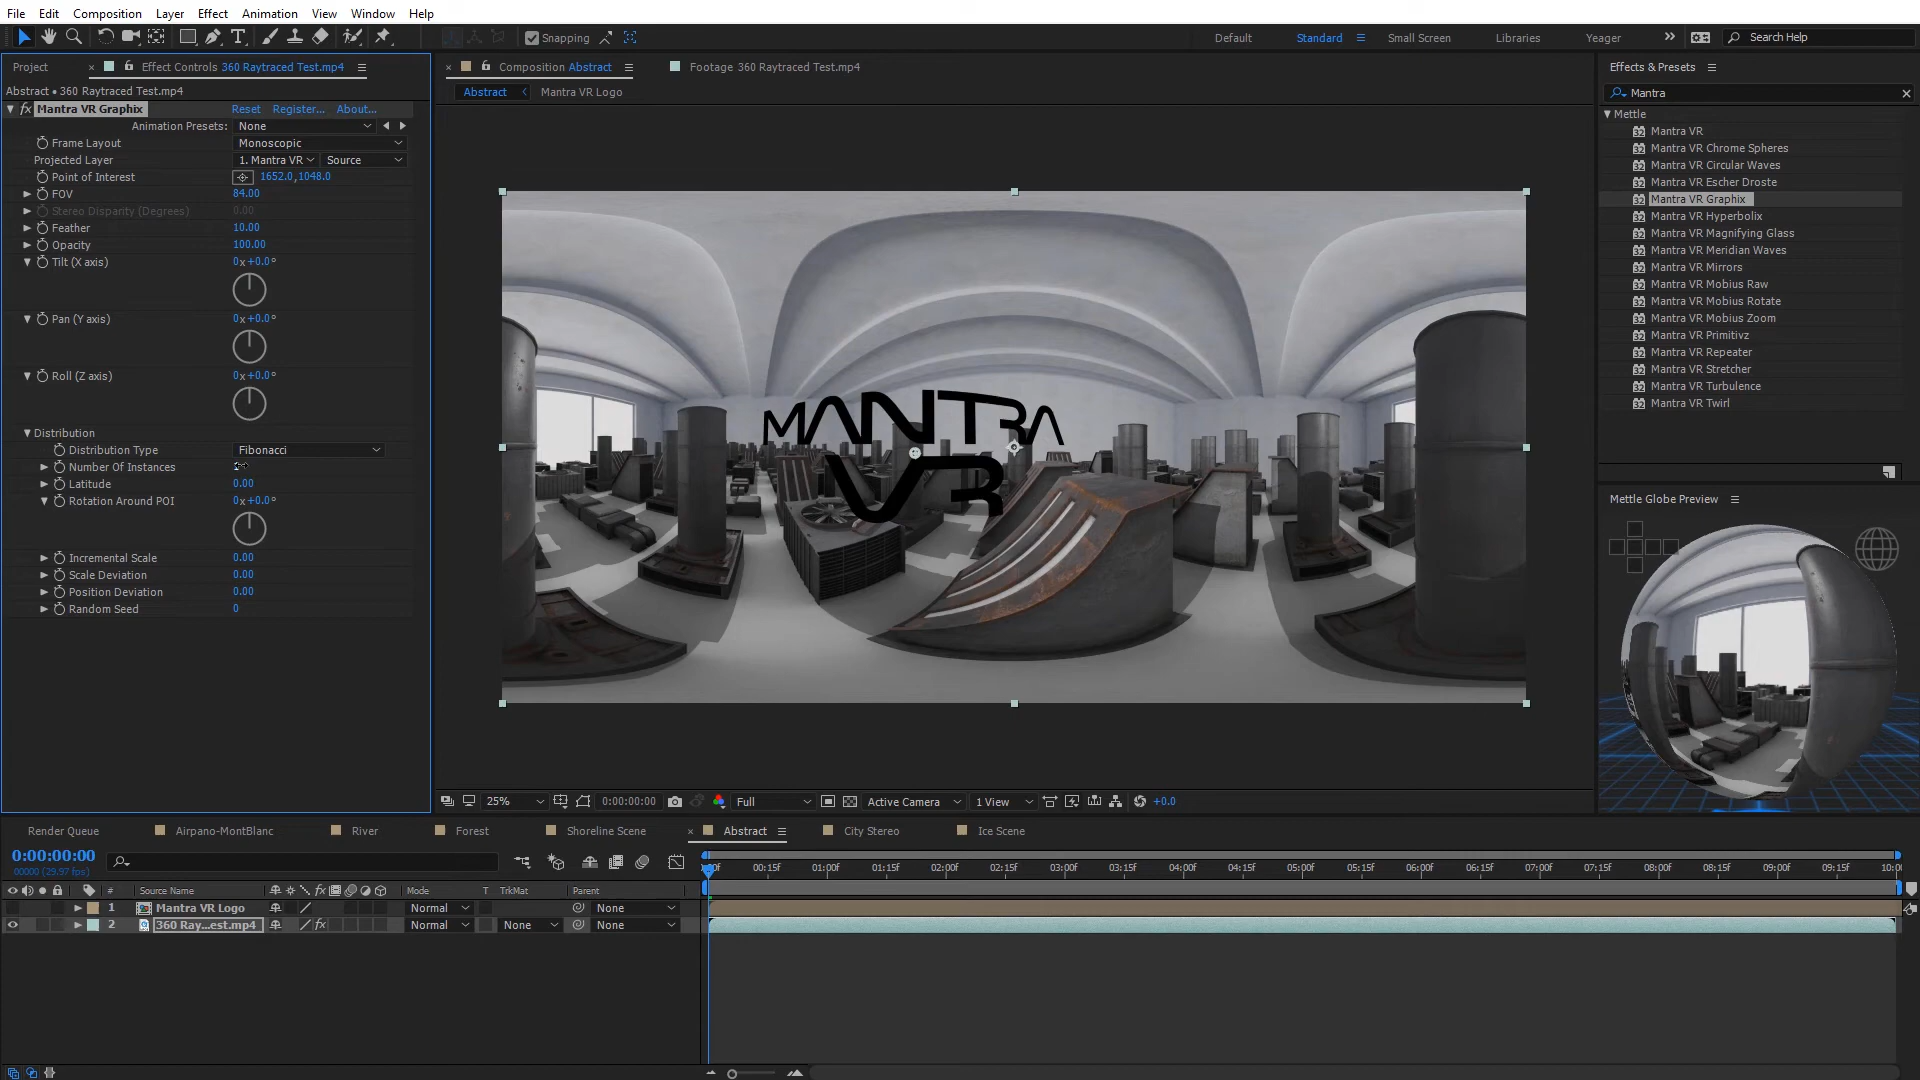 File Edit Composition Layer Effect Animation View Window Help
Snapping Default Standard Small Screen Libraries Yeager Search Help
Project Effect Controls 360 Raytraced Test.mp4
Abstract • 360 Raytraced Test.mp4
fx Mantra VR Graphix Reset Register... About...
Animation Presets: None
Frame Layout Monoscopic
Projected Layer 1. Mantra VR Source
Point of Interest 1652.0,1048.0
FOV 84.00
Stereo Disparity (Degrees) 0.00
Feather 10.00
Opacity 100.00
Tilt (X axis) 0x+0.0°
Pan (Y axis) 0x+0.0°
Roll (Z axis) 0x+0.0°
Distribution
Distribution Type Fibonacci
Number Of Instances
Latitude 0.00
Rotation Around POI 0x+0.0°
Incremental Scale 0.00
Scale Deviation 0.00
Position Deviation 0.00
Random Seed 0
Composition Abstract Footage 360 Raytraced Test.mp4
Abstract Mantra VR Logo
MANTRA
VR
25% 0:00:00:00 Full Active Camera 1 View +0.0
Effects & Presets
Mantra
Mettle
Mantra VR
Mantra VR Chrome Spheres
Mantra VR Circular Waves
Mantra VR Escher Droste
Mantra VR Graphix
Mantra VR Hyperbolix
Mantra VR Magnifying Glass
Mantra VR Meridian Waves
Mantra VR Mirrors
Mantra VR Mobius Raw
Mantra VR Mobius Rotate
Mantra VR Mobius Zoom
Mantra VR Primitivz
Mantra VR Repeater
Mantra VR Stretcher
Mantra VR Turbulence
Mantra VR Twirl
Mettle Globe Preview
Render Queue Airpano-MontBlanc River Forest Shoreline Scene Abstract City Stereo Ice Scene
0:00:00:00
00000 (29.97 fps)
00f 00:15f 01:00f 01:15f 02:00f 02:15f 03:00f 03:15f 04:00f 04:15f 05:00f 05:15f 06:00f 06:15f 07:00f 07:15f 08:00f 08:15f 09:00f 09:15f 10:00f
# Source Name fx Mode T TrkMat Parent
1 Mantra VR Logo Normal None
2 360 Ray...est.mp4 fx Normal None None